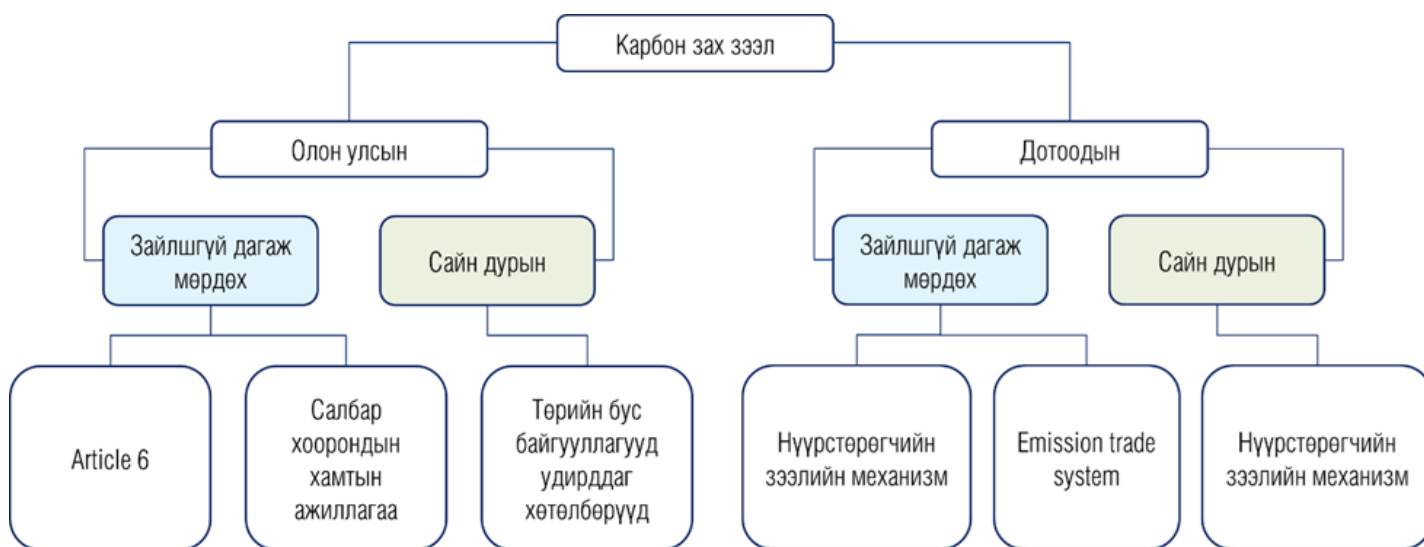 Карбон зах зээл
Олон улсын
Дотоодын
Зайлшгүй дагаж
мөрдөх
Сайн дурын
Зайлшгүй дагаж
мөрдөх
Сайн дурын
Article 6
Салбар
хоорондын
хамтын
ажиллагаа
Төрийн бус
байгууллагууд
удирддаг
хөтөлбөрүүд
Нүүрстөрөгчийн
зээлийн механизм
Emission trade
system
Нүүрстөрөгчийн
зээлийн механизм